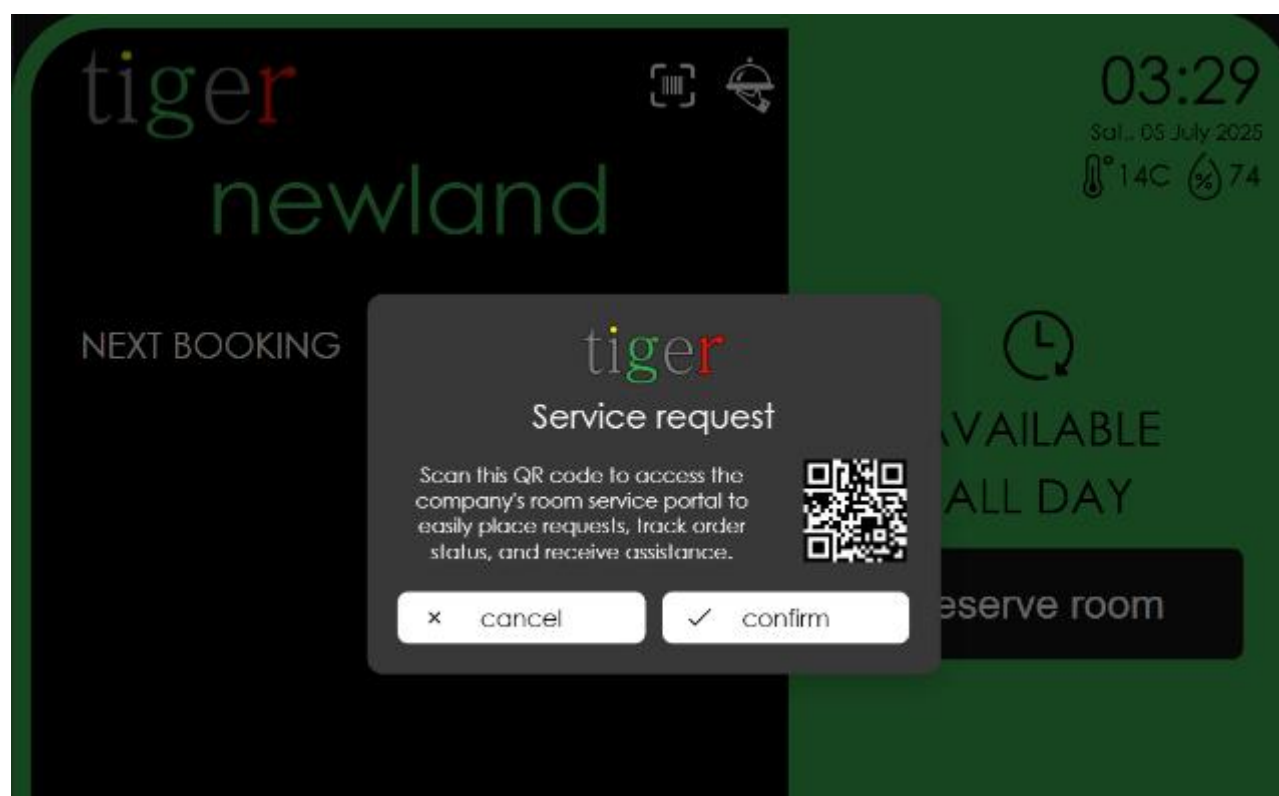 tiger
newland
03:29
Sat., 05 July 2025
14C % 74
NEXT BOOKING
AVAILABLE
ALL DAY
reserve room
tiger
Service request
Scan this QR code to access the
company's room service portal to
easily place requests, track order
status, and receive assistance.
× cancel
✓ confirm